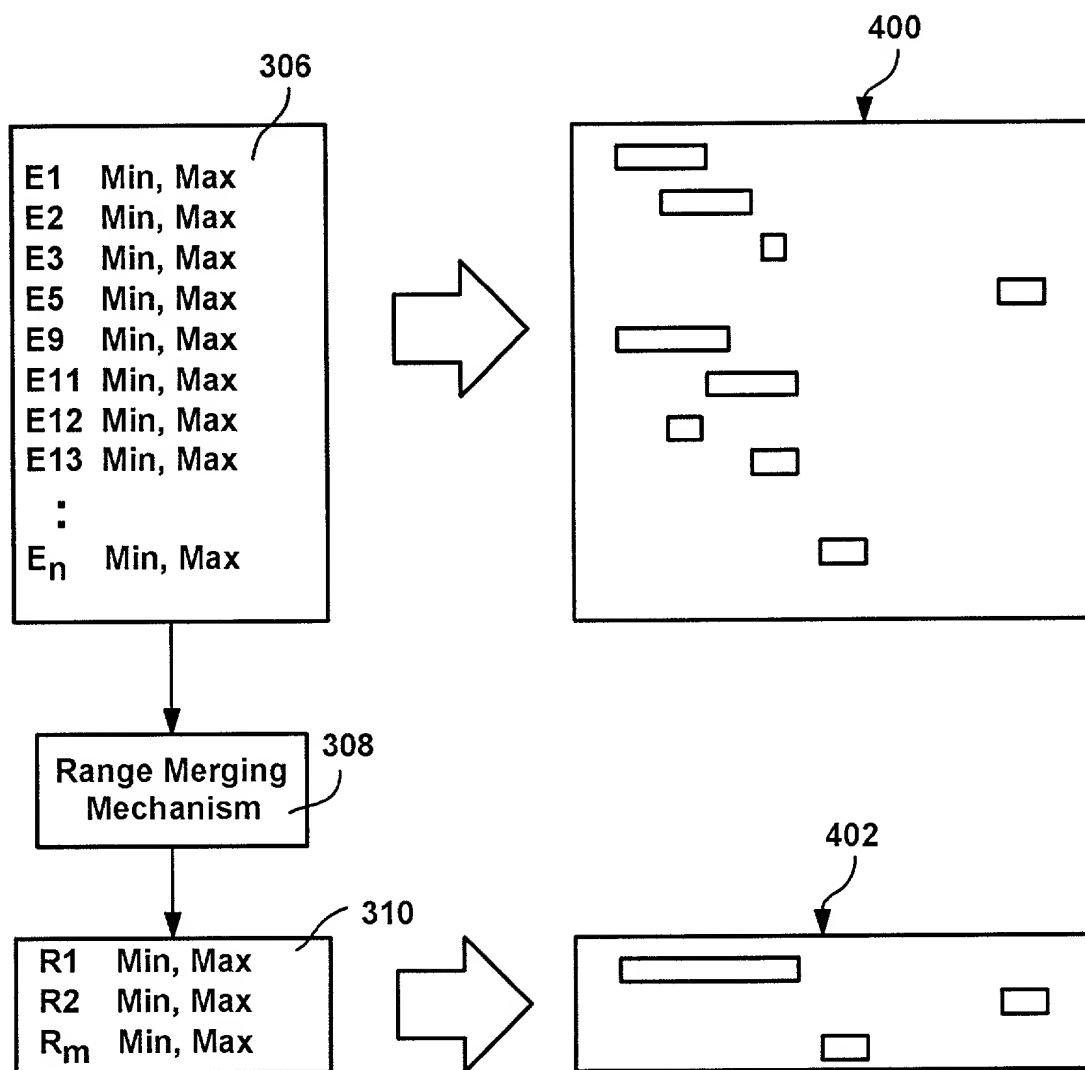 400
306
E1 Min, Max
E2 Min, Max
E3 Min, Max
E5 Min, Max
E9 Min, Max
E11 Min, Max
E12 Min, Max
E13 Min, Max
:
En Min, Max
308
Range Merging
Mechanism
402
310
R1 Min, Max
R2 Min, Max
Rm Min, Max